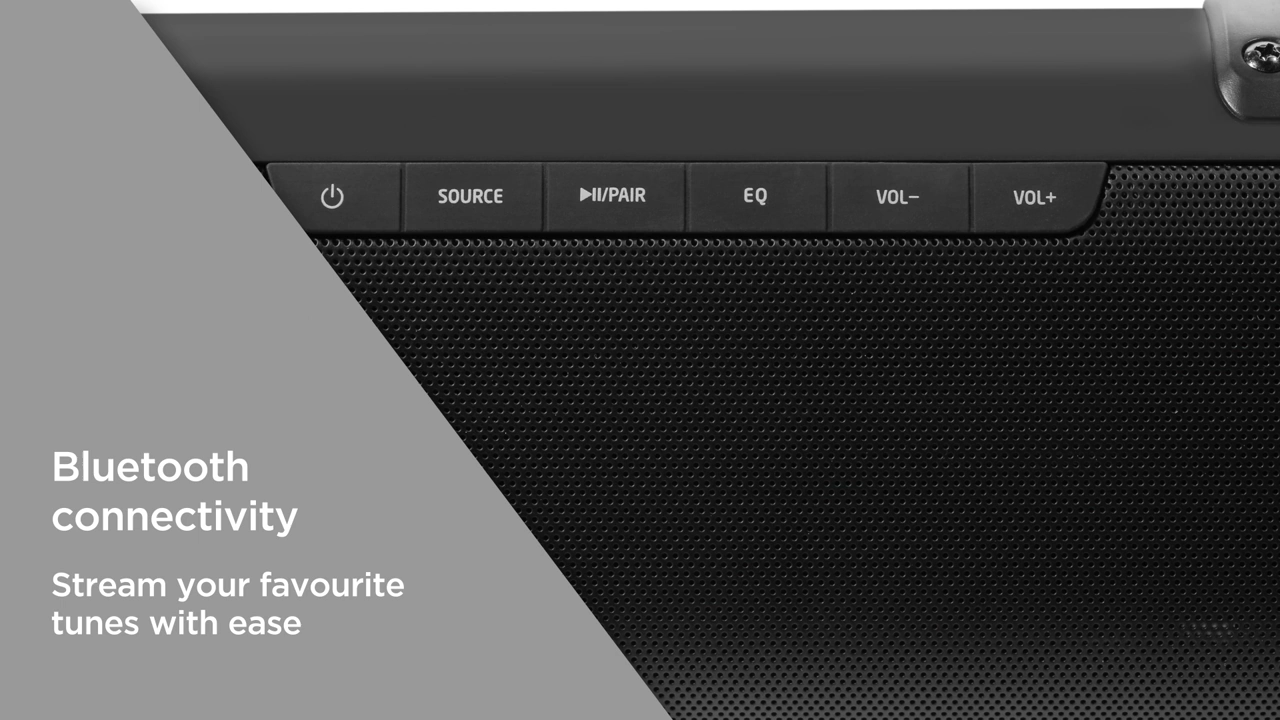 SOURCE
▶II/PAIR
EQ
VOL−
VOL+
Bluetooth
connectivity
Stream your favourite
tunes with ease